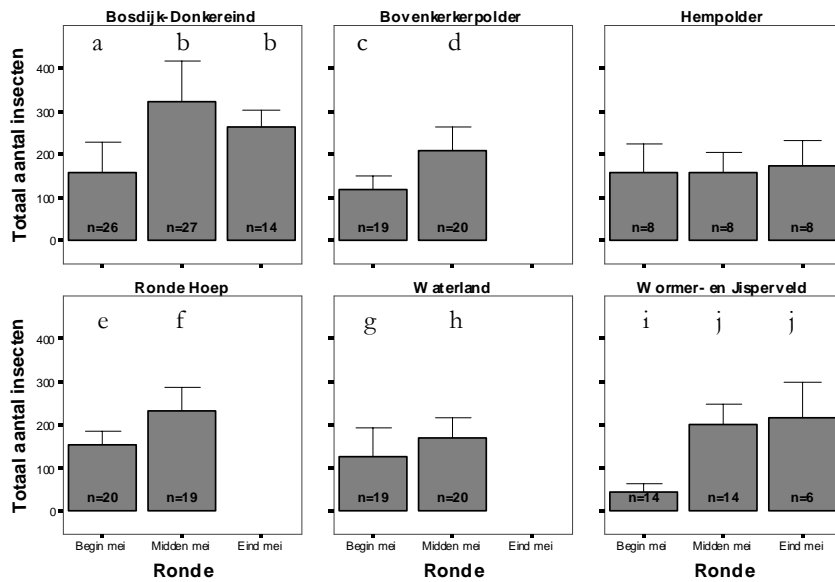 Bosdijk-Donkereind Bovenkerkerpolder Hempolder
a b b c d
Totaal aantal insecten
400
300
200
100
0
n=26 n=27 n=14 n=19 n=20 n=8 n=8 n=8
Ronde Hoep Waterland Wormer- en Jisperveld
e f g h i j j
Totaal aantal insecten
400
300
200
100
0
n=20 n=19 n=19 n=20 n=14 n=14 n=6
Begin mei Midden mei Eind mei Begin mei Midden mei Eind mei Begin mei Midden mei Eind mei
Ronde Ronde Ronde